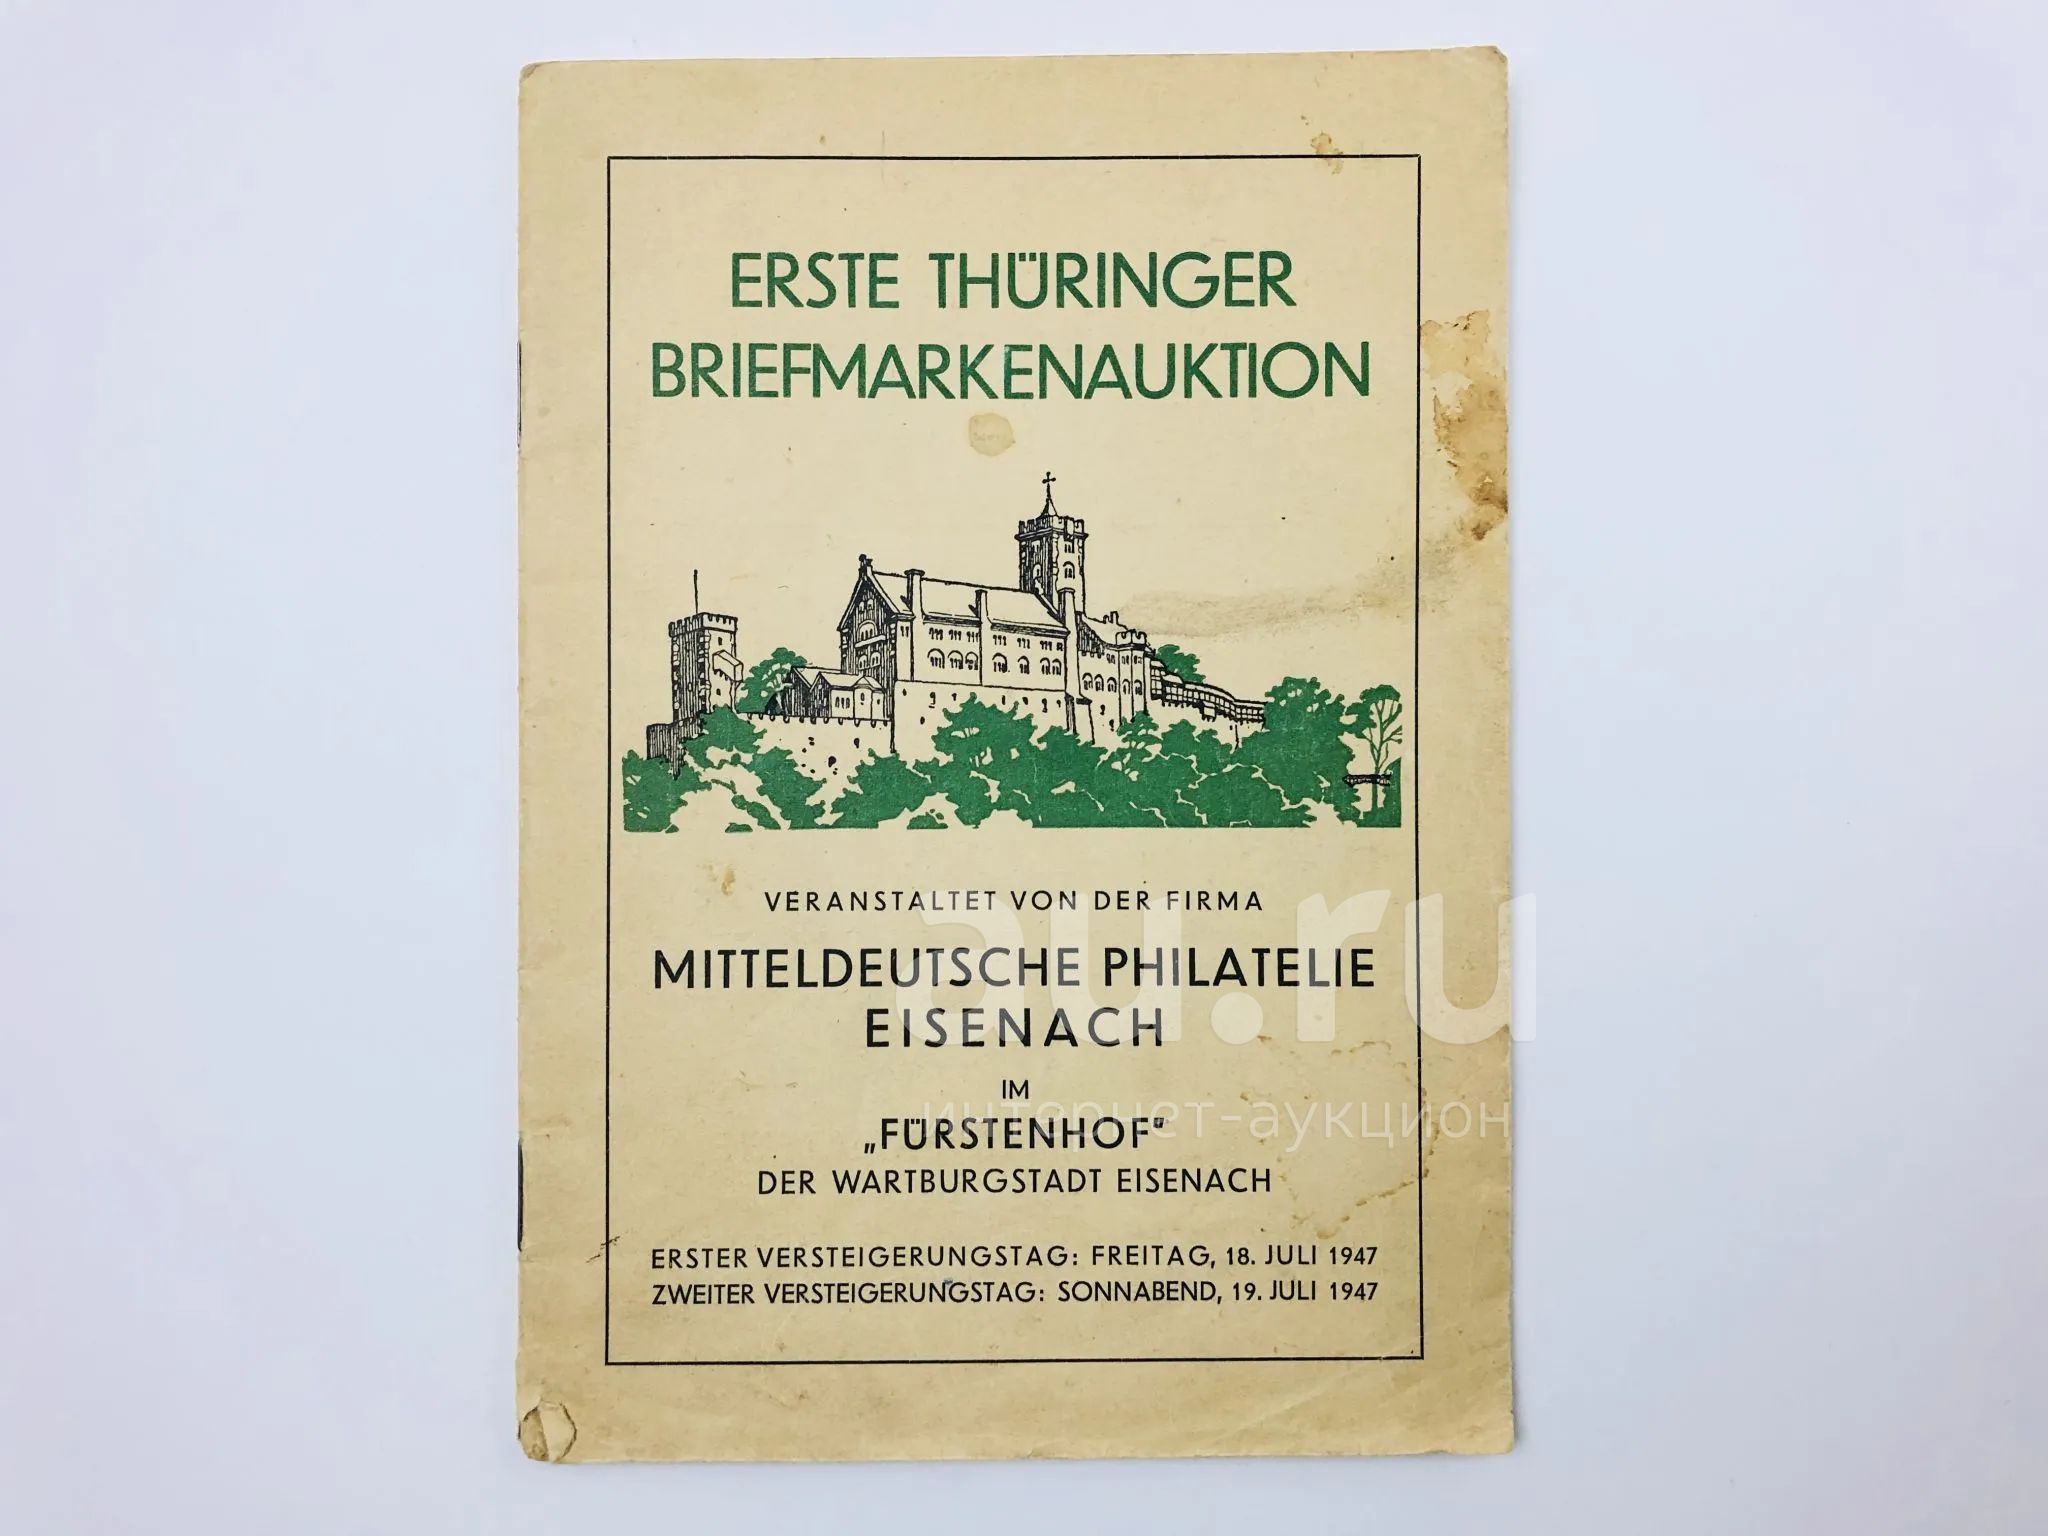 ERSTE THÜRINGER
BRIEFMARKENAUKTION
VERANSTALTET VON DER FIRMA
MITTELDEUTSCHE PHILATELIE
EISENACH
IM
„FÜRSTENHOF"
DER WARTBURGSTADT EISENACH
ERSTER VERSTEIGERUNGSTAG: FREITAG, 18. JULI 1947
ZWEITER VERSTEIGERUNGSTAG: SONNABEND, 19. JULI 1947
au.ru
интернет-аукцион